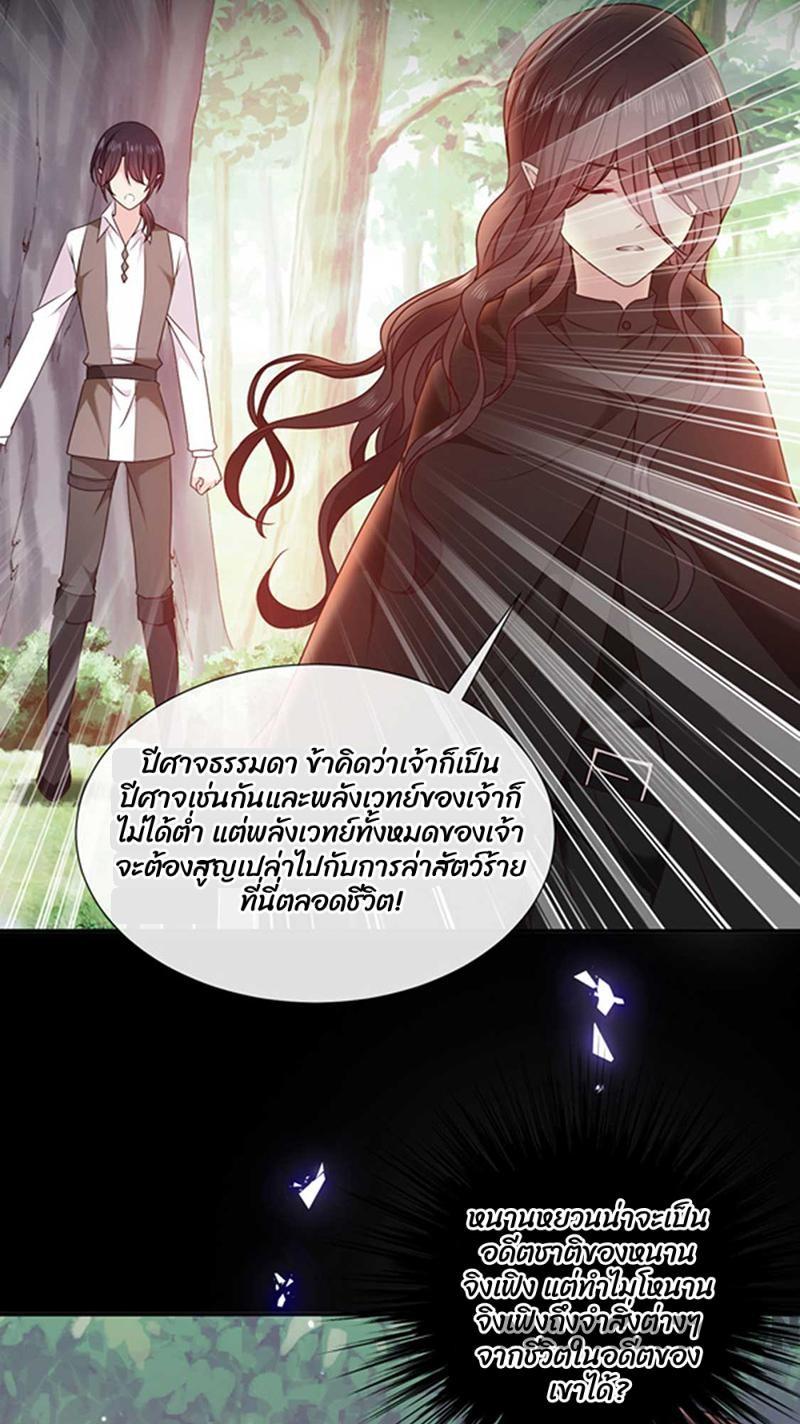 ปีศาจธรรมดา ข้าคิดว่าเจ้าก็เป็น
ปีศาจเช่นกันและพลังเวทย์ของเจ้าก็
ไม่ได้ต่ำ แต่พลังเวทย์ทั้งหมดของเจ้า
จะต้องสูญเปล่าไปกับการล่าสัตว์ร้าย
ที่นี่ตลอดชีวิต!
หนานหยวนน่าจะเป็น
อดีตชาติของหนาน
จิงเฟิง แต่ทำไมโหนาน
จิงเฟิงถึงจำสิ่งต่างๆ
จากชีวิตในอดีตของ
เขาได้?